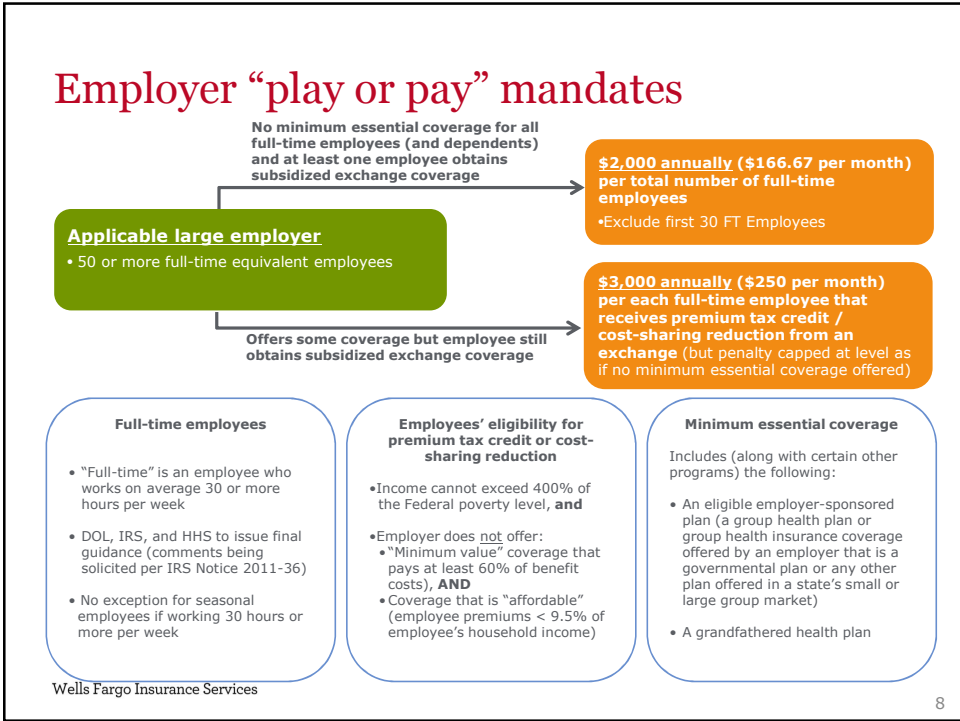 Employer “play or pay” mandates
No minimum essential coverage for all
full-time employees (and dependents)
and at least one employee obtains
subsidized exchange coverage
$2,000 annually ($166.67 per month)
per total number of full-time
employees
•Exclude first 30 FT Employees
Applicable large employer
• 50 or more full-time equivalent employees
$3,000 annually ($250 per month)
per each full-time employee that
receives premium tax credit /
cost-sharing reduction from an
exchange (but penalty capped at level as
if no minimum essential coverage offered)
Offers some coverage but employee still
obtains subsidized exchange coverage
Full-time employees
• “Full-time” is an employee who
works on average 30 or more
hours per week
• DOL, IRS, and HHS to issue final
guidance (comments being
solicited per IRS Notice 2011-36)
• No exception for seasonal
employees if working 30 hours or
more per week
Employees’ eligibility for
premium tax credit or cost-
sharing reduction
•Income cannot exceed 400% of
the Federal poverty level, and
•Employer does not offer:
•“Minimum value” coverage that
pays at least 60% of benefit
costs), AND
•Coverage that is “affordable”
(employee premiums < 9.5% of
employee’s household income)
Minimum essential coverage
Includes (along with certain other
programs) the following:
• An eligible employer-sponsored
plan (a group health plan or
group health insurance coverage
offered by an employer that is a
governmental plan or any other
plan offered in a state’s small or
large group market)
• A grandfathered health plan
Wells Fargo Insurance Services
8